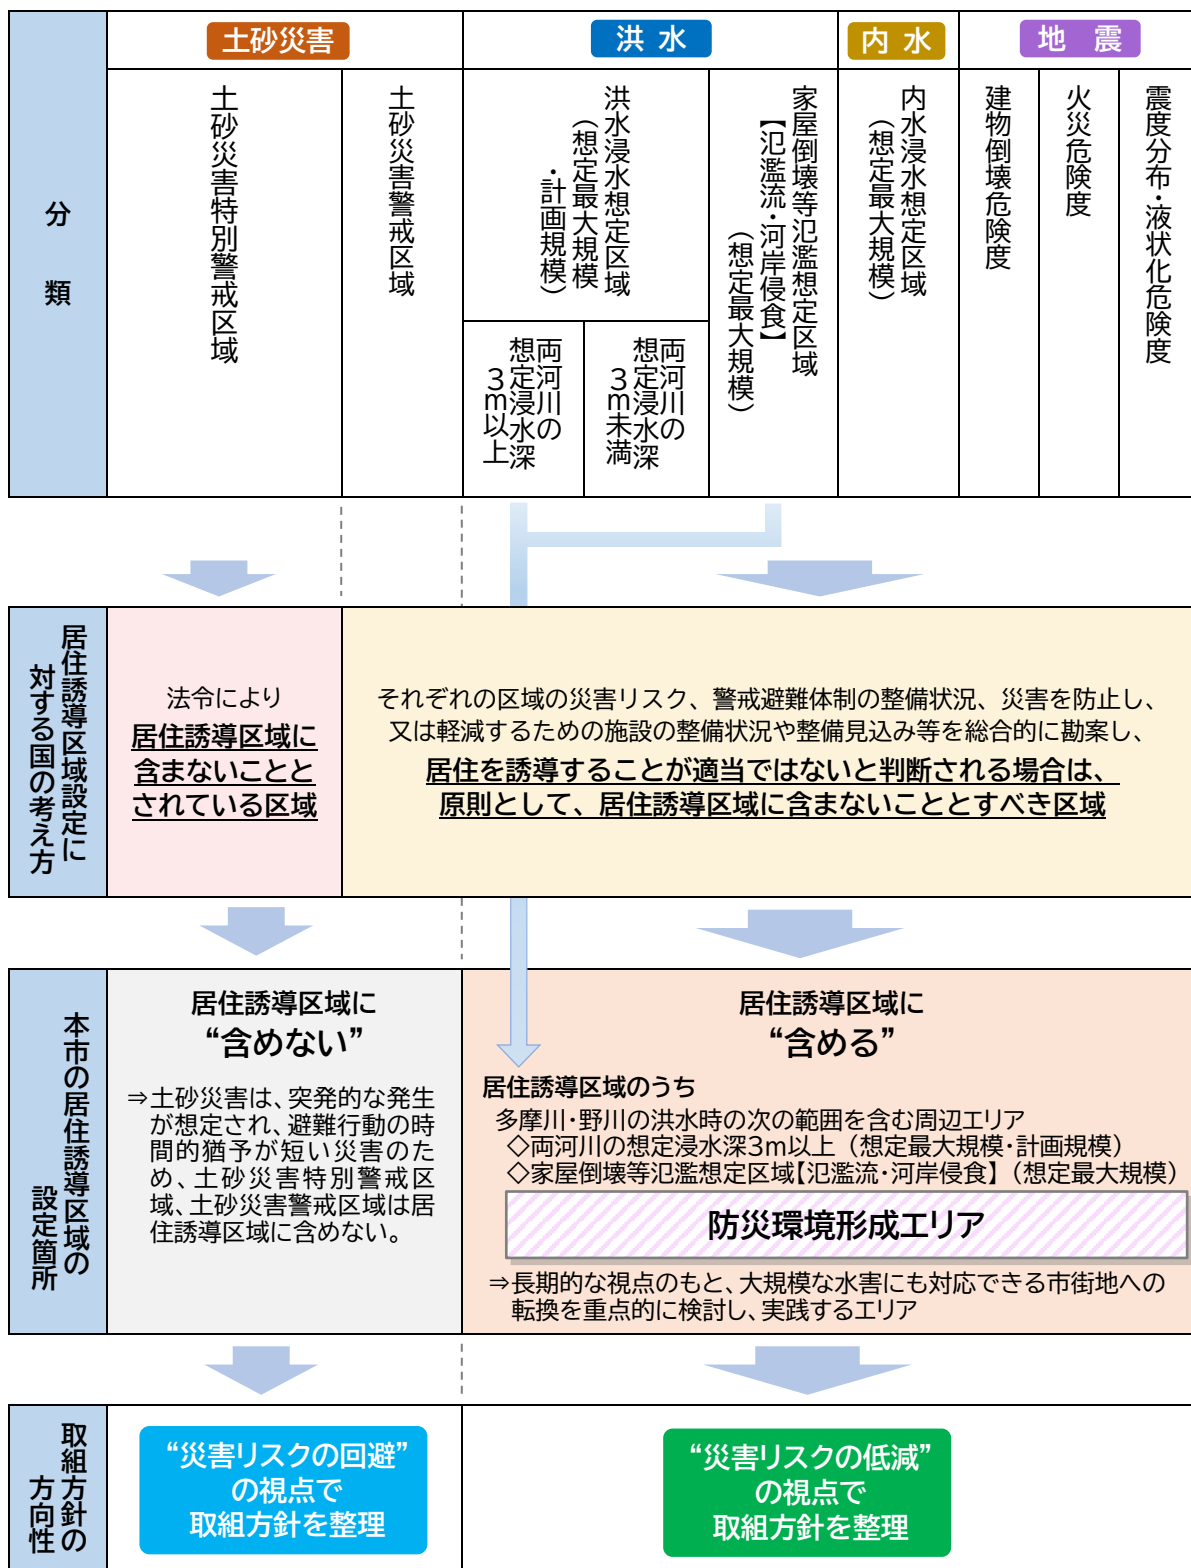 分類
土砂災害
洪 水
内 水
地 震
土砂災害特別警戒区域
土砂災害警戒区域
洪水浸水想定区域
（想定最大規模
・計画規模）
両河川の
想定浸水深
３ｍ以上
両河川の
想定浸水深
３ｍ未満
家屋倒壊等氾濫想定区域
【氾濫流・河岸侵食】
（想定最大規模）
内水浸水想定区域
（想定最大規模）
建物倒壊危険度
火災危険度
震度分布・液状化危険度
居住誘導区域設定に
対する国の考え方
法令により
居住誘導区域に
含まないことと
されている区域
それぞれの区域の災害リスク、警戒避難体制の整備状況、災害を防止し、
又は軽減するための施設の整備状況や整備見込み等を総合的に勘案し、
居住を誘導することが適当ではないと判断される場合は、
原則として、居住誘導区域に含まないこととすべき区域
本市の居住誘導区域の
設定箇所
居住誘導区域に
“含めない”
⇒土砂災害は、突発的な発生
が想定され、避難行動の時
間的猶予が短い災害のた
め、土砂災害特別警戒区
域、土砂災害警戒区域は居
住誘導区域に含めない。
居住誘導区域に
“含める”
居住誘導区域のうち
多摩川・野川の洪水時の次の範囲を含む周辺エリア
◇両河川の想定浸水深3ｍ以上（想定最大規模・計画規模）
◇家屋倒壊等氾濫想定区域【氾濫流・河岸侵食】（想定最大規模）
防災環境形成エリア
⇒長期的な視点のもと、大規模な水害にも対応できる市街地への
転換を重点的に検討し、実践するエリア
取組方針の
方向性
“災害リスクの回避”
の視点で
取組方針を整理
“災害リスクの低減”
の視点で
取組方針を整理